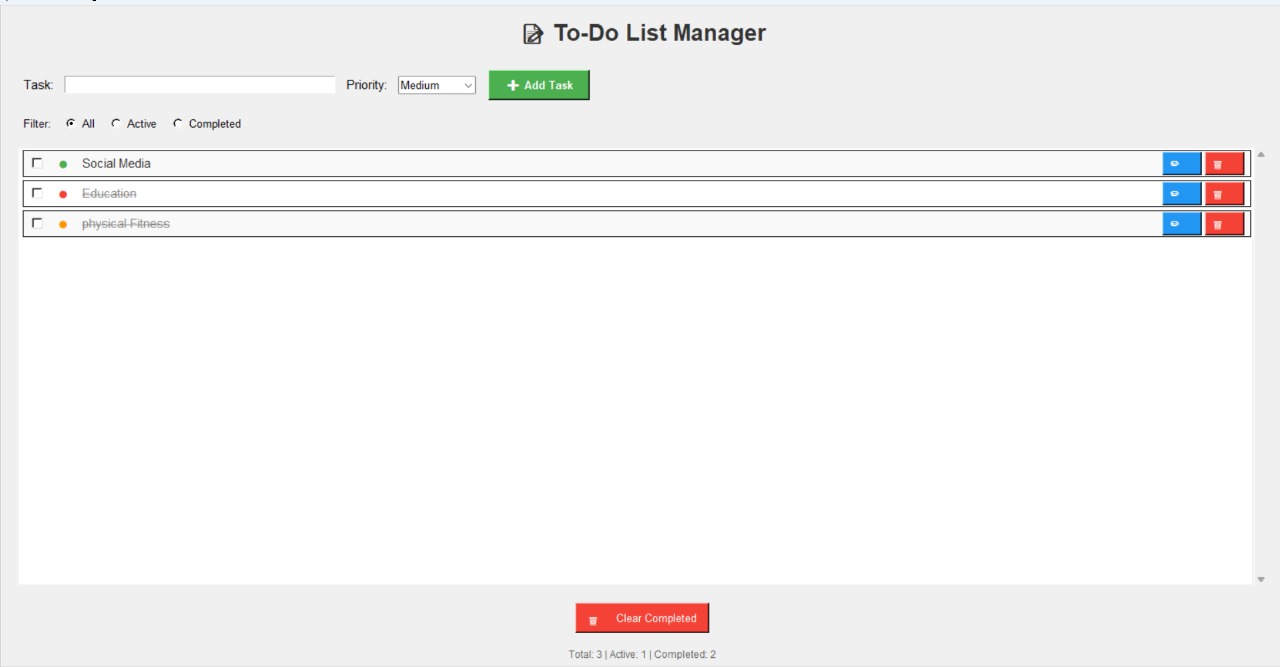 To-Do List Manager
Task: Priority: Medium Add Task
Filter: All Active Completed
Social Media
Education
physical Fitness
Clear Completed
Total: 3 | Active: 1 | Completed: 2